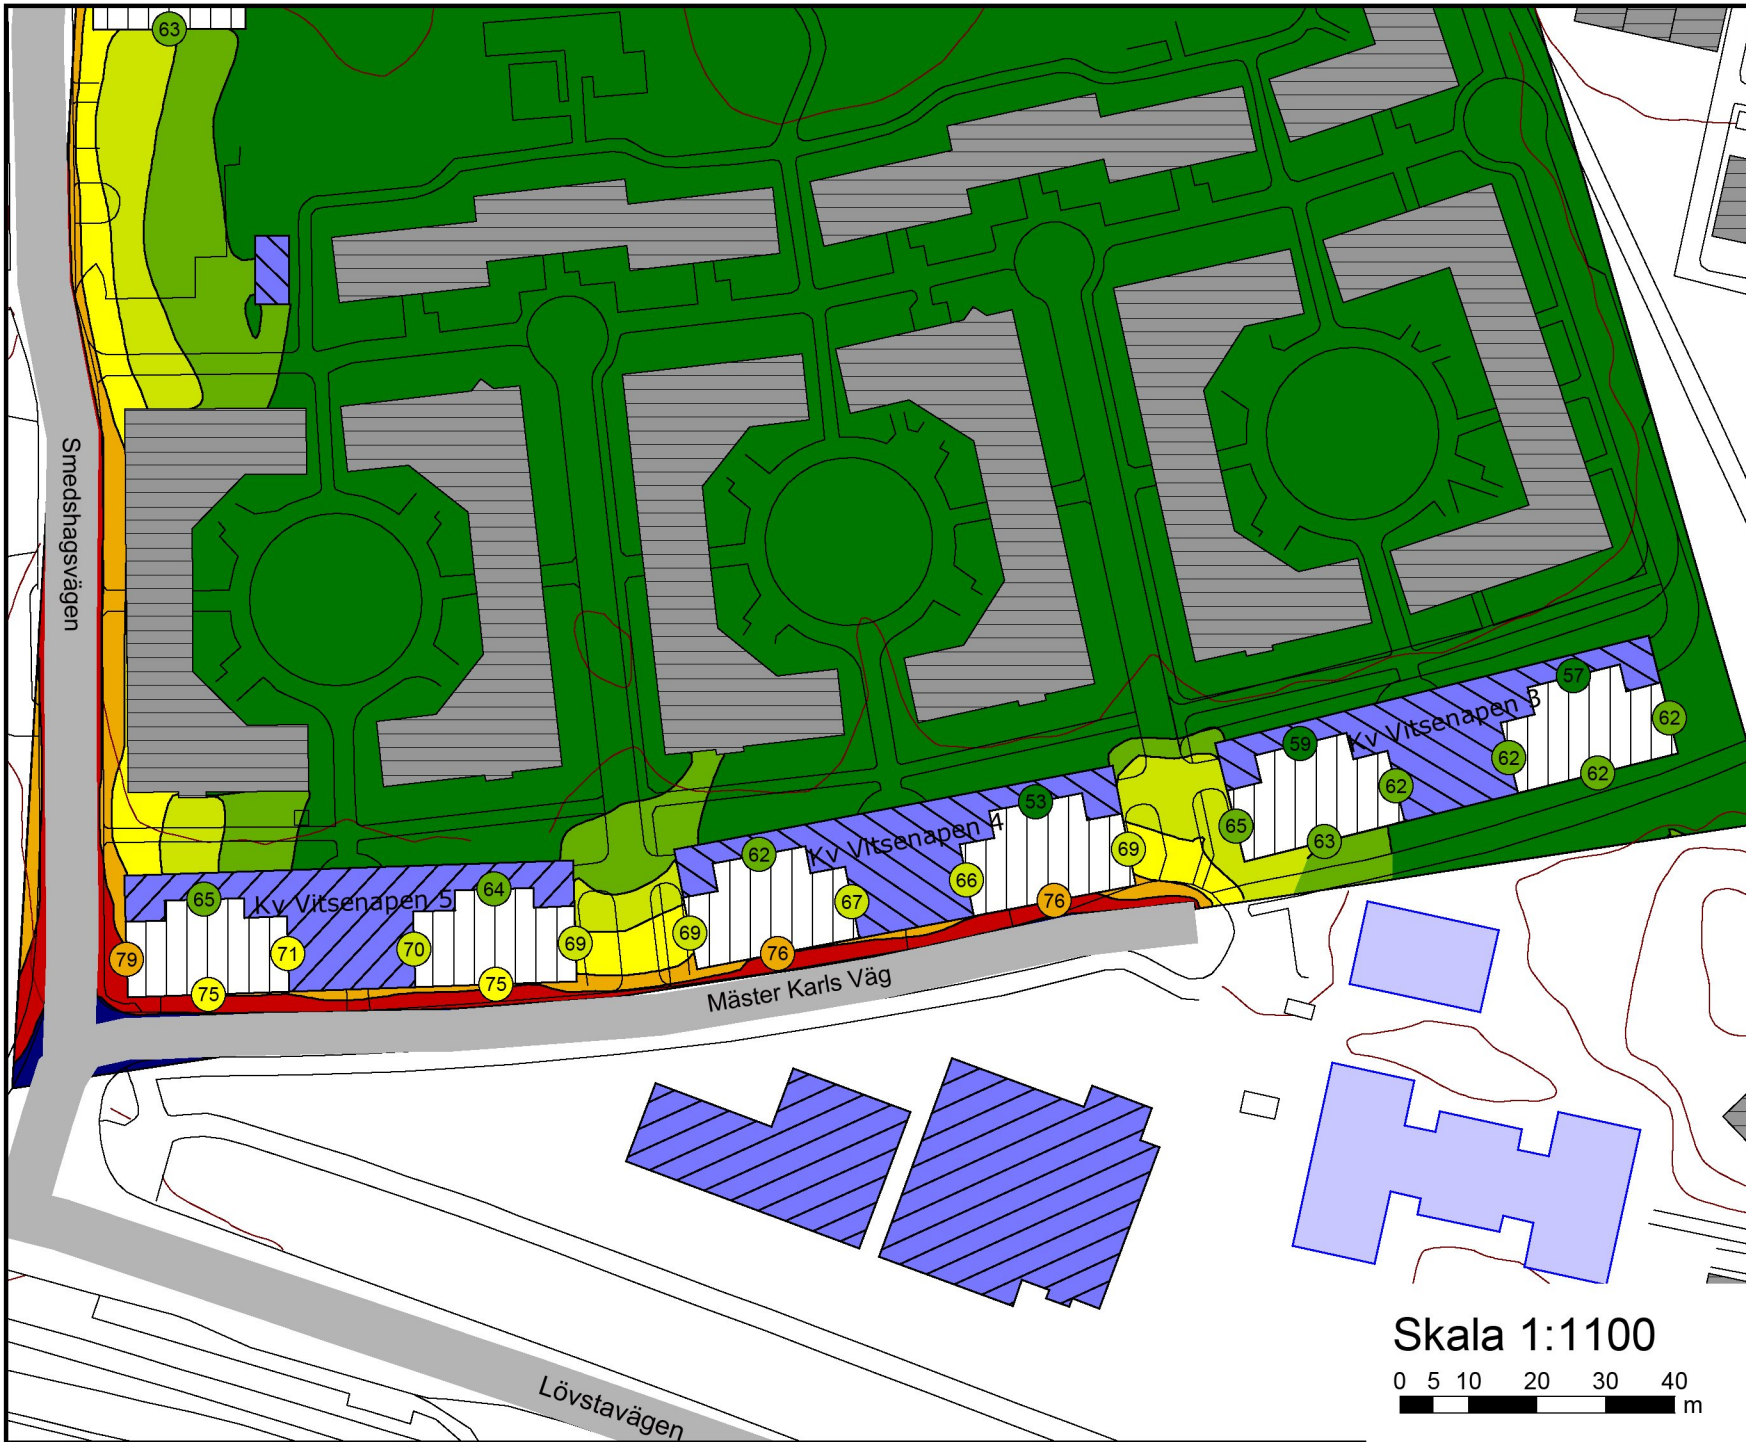 63
Smedshagsvägen
57
Kv Vitsenapen 3
62
59
62
62
62
53
Kv Vitsenapen 4
65
63
62
69
66
67
64
65
Kv Vitsenapen 5
76
69
69
70
71
79
76
75
75
Mäster Karls Väg
Lövstavägen
Skala 1:1100
0 5 10 20 30 40
m